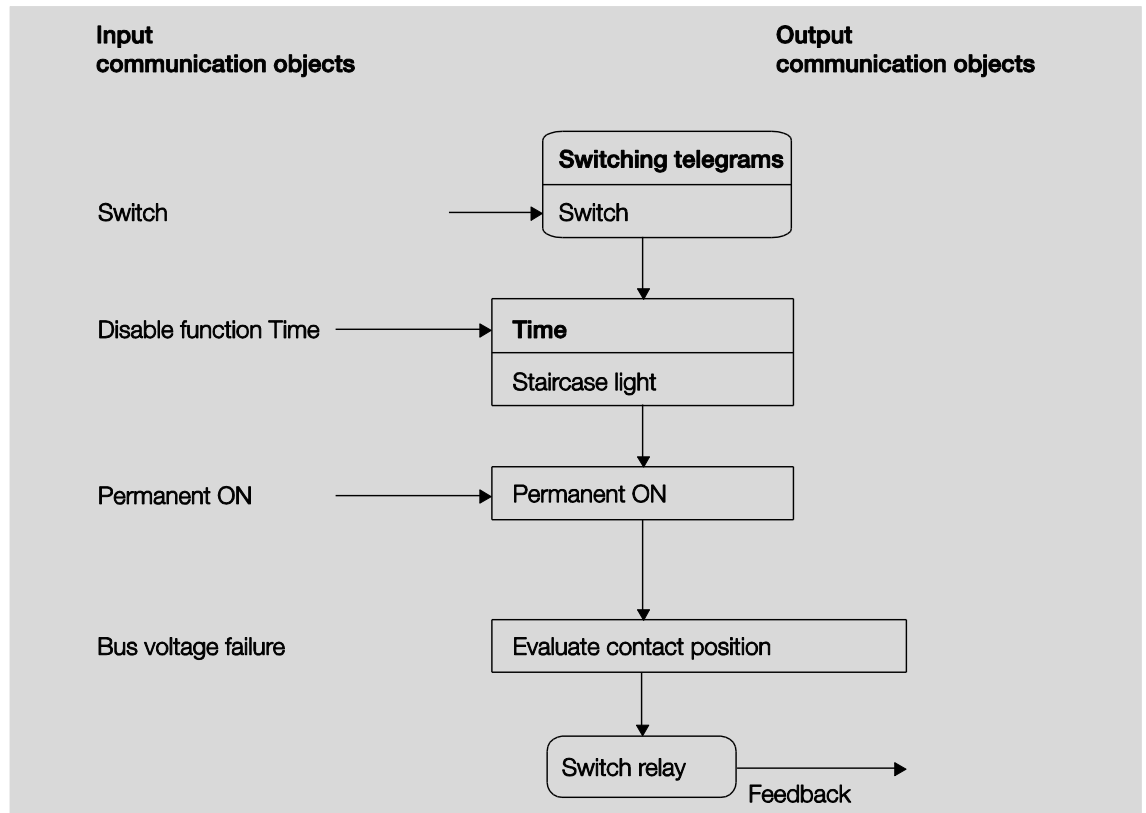 Input
communication objects
Output
communication objects
Switching telegrams
Switch
Switch
Disable function Time
Time
Staircase light
Permanent ON
Permanent ON
Bus voltage failure
Evaluate contact position
Switch relay
Feedback